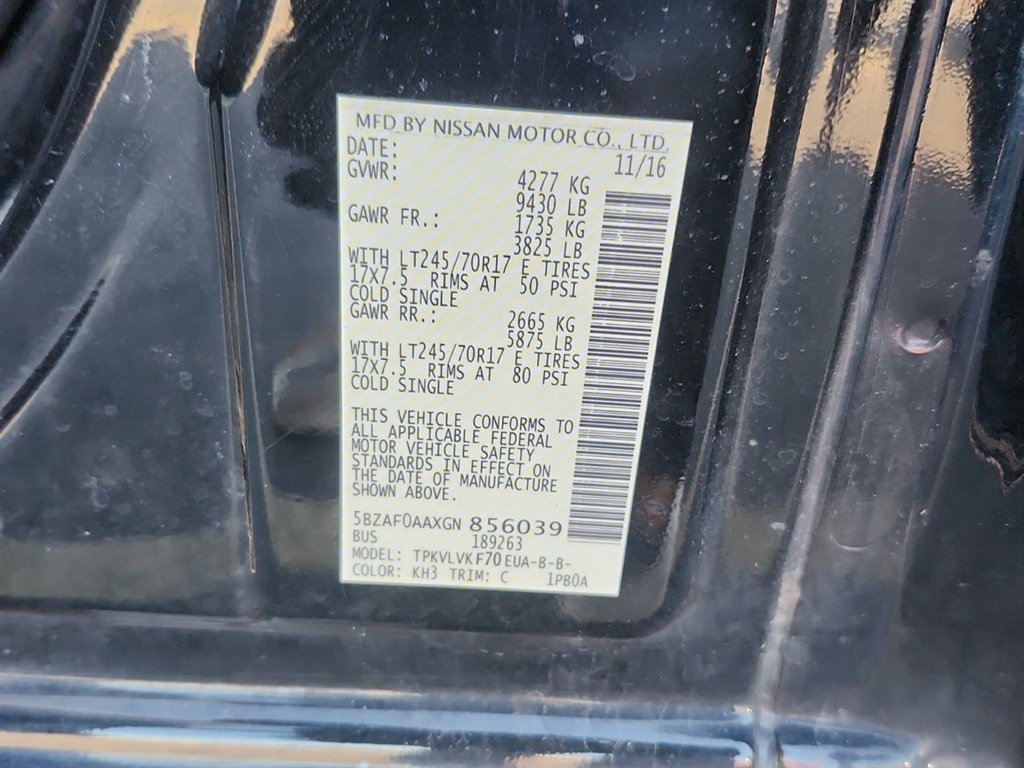 MFD BY NISSAN MOTOR CO., LTD.
DATE: 11/16
GVWR: 4277 KG
9430 LB
GAWR FR.: 1735 KG
3825 LB
WITH LT245/70R17 E TIRES
17X7.5 RIMS AT 50 PSI
COLD SINGLE
GAWR RR.: 2665 KG
5875 LB
WITH LT245/70R17 E TIRES
17X7.5 RIMS AT 80 PSI
COLD SINGLE
THIS VEHICLE CONFORMS TO
ALL APPLICABLE FEDERAL
MOTOR VEHICLE SAFETY
STANDARDS IN EFFECT ON
THE DATE OF MANUFACTURE
SHOWN ABOVE.
5BZAF0AAXGN 856039
BUS 189263
MODEL: TPKVLVKF70EUA-B-B-
COLOR: KH3 TRIM: C 1PB0A